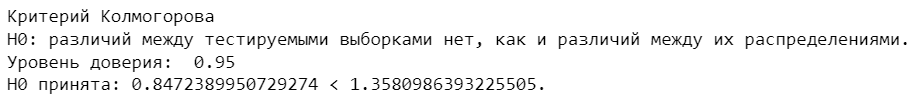 Критерий Колмогорова
H0: различий между тестируемыми выборками нет, как и различий между их распределениями.
Уровень доверия:  0.95
H0 принята: 0.8472389950729274 < 1.3580986393225505.